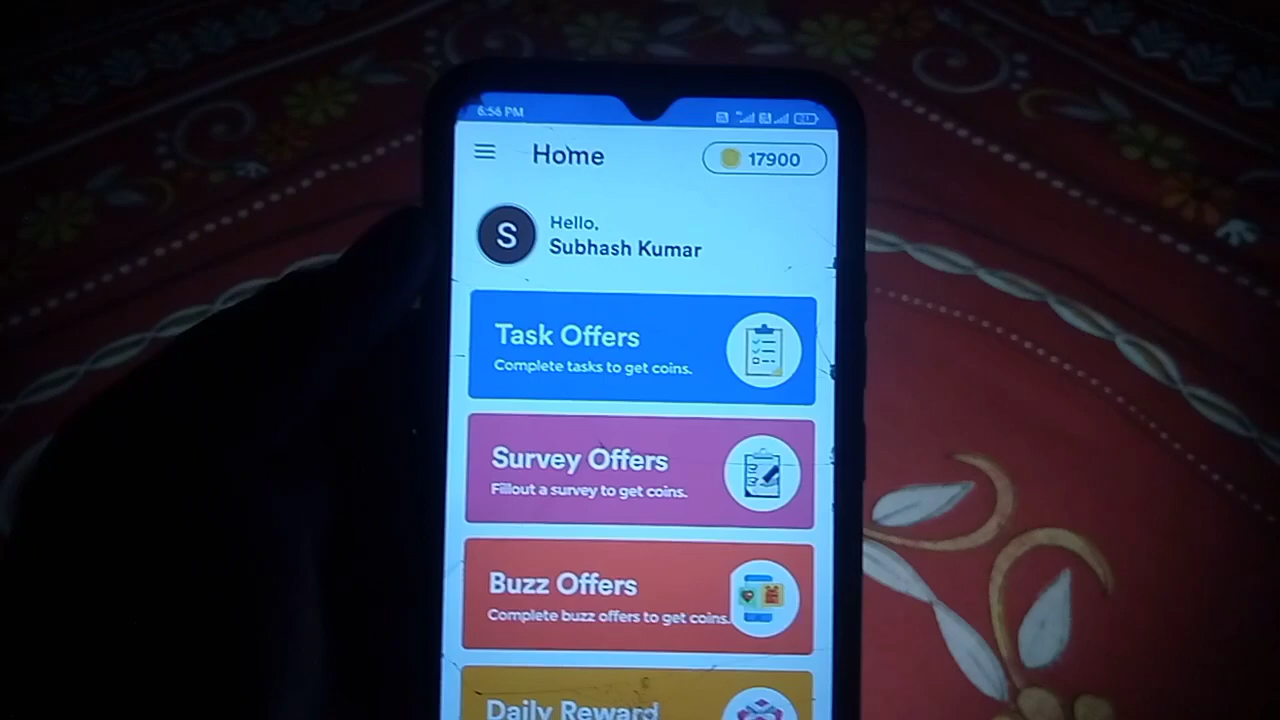 6:56 PM
Home
17900
S
Hello,
Subhash Kumar
Task Offers
Complete tasks to get coins.
Survey Offers
Fillout a survey to get coins.
Buzz Offers
Complete buzz offers to get coins.
Daily Reward